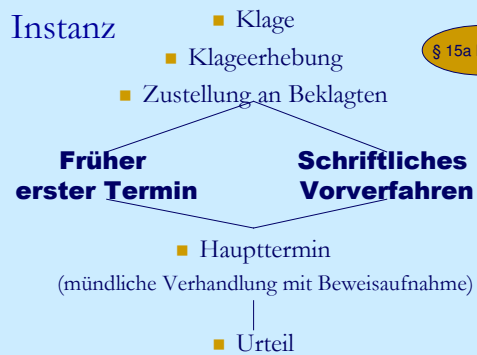 Instanz
Klage
Klageerhebung
§ 15a
Zustellung an Beklagten
Früher
erster Termin
Schriftliches
Vorverfahren
Haupttermin
(mündliche Verhandlung mit Beweisaufnahme)
Urteil